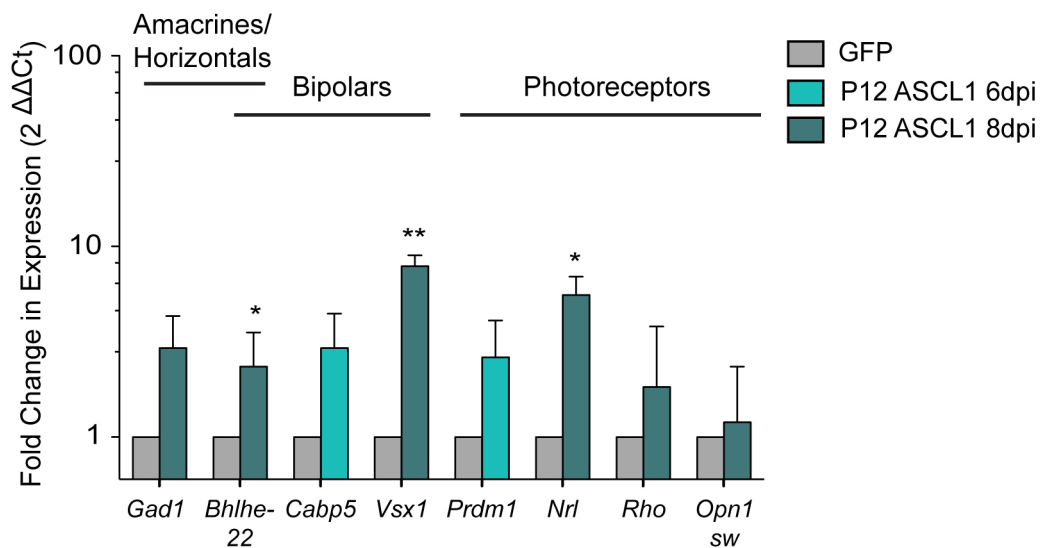 Amacrines/
Horizontals
Bipolars
Photoreceptors
GFP
P12 ASCL1 6dpi
P12 ASCL1 8dpi
Fold Change in Expression (2 ΔΔCt)
100
10
1
*
**
*
Gad1
Bhlhe-
22
Cabp5
Vsx1
Prdm1
Nrl
Rho
Opn1
sw